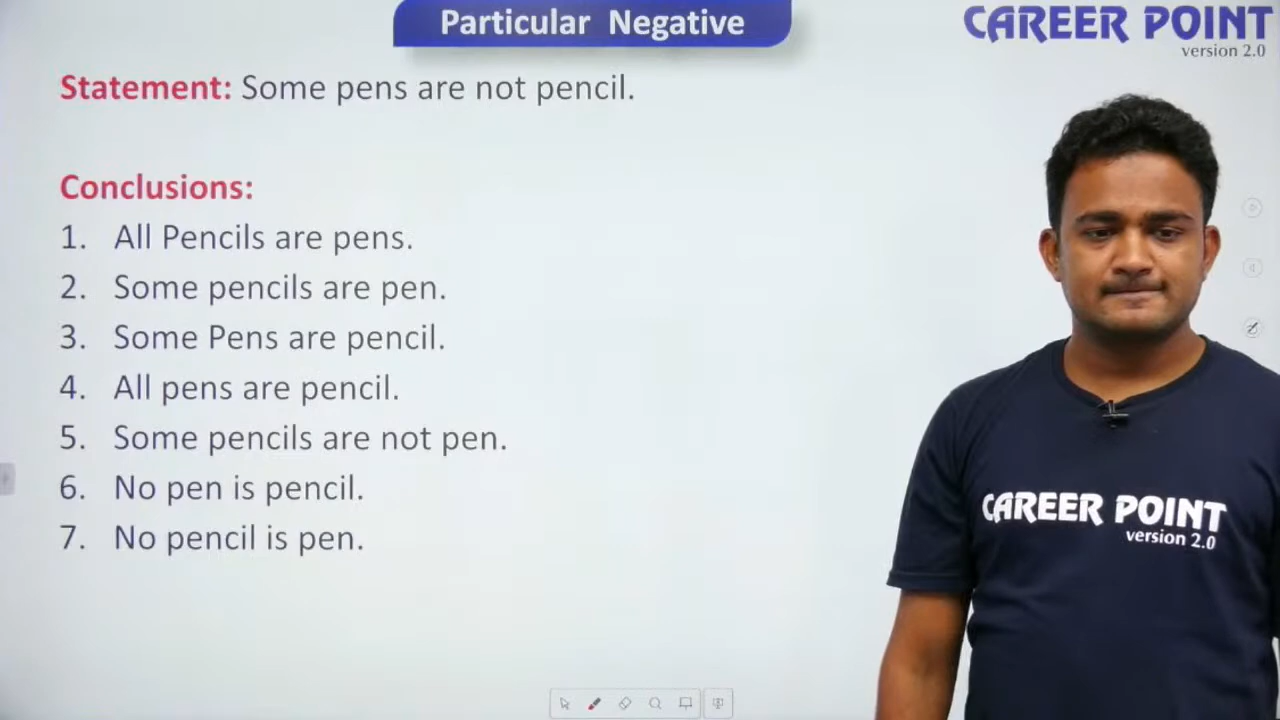 Particular Negative
CAREER POINT
version 2.0
Statement: Some pens are not pencil.
Conclusions:
1. All Pencils are pens.
2. Some pencils are pen.
3. Some Pens are pencil.
4. All pens are pencil.
5. Some pencils are not pen.
6. No pen is pencil.
7. No pencil is pen.
CAREER POINT
version 2.0